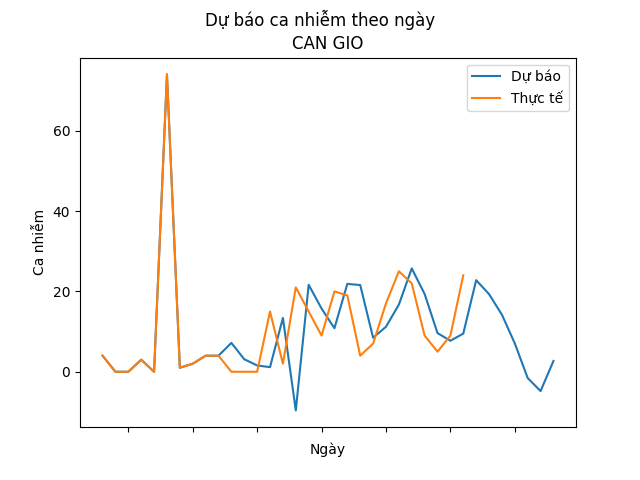 Dự báo ca nhiễm theo ngày
CAN GIO
Dự báo
Thực tế
60
40
20
0
Ca nhiễm
Ngày